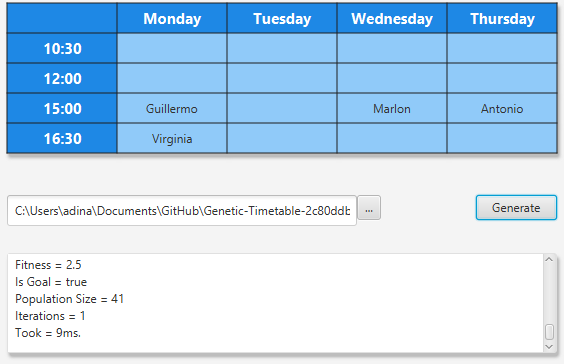 Monday Tuesday Wednesday Thursday
10:30
12:00
15:00 Guillermo Marlon Antonio
16:30 Virginia
C:\Users\adina\Documents\GitHub\Genetic-Timetable-2c80ddb ... Generate
Fitness = 2.5
Is Goal = true
Population Size = 41
Iterations = 1
Took = 9ms.